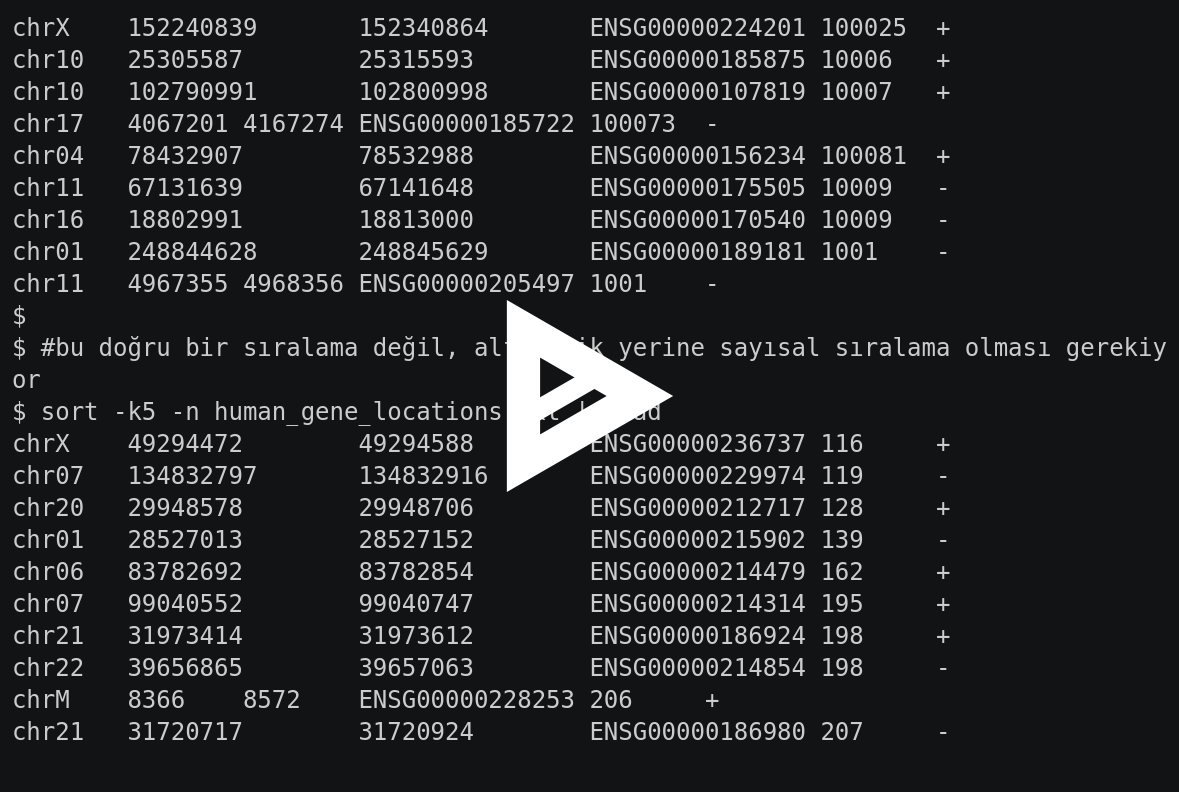 chrX 152240839 152340864 ENSG00000224201 100025 +
chr10 25305587 25315593 ENSG00000185875 10006 +
chr10 102790991 102800998 ENSG00000107819 10007 +
chr17 4067201 4167274 ENSG00000185722 100073 -
chr04 78432907 78532988 ENSG00000156234 100081 +
chr11 67131639 67141648 ENSG00000175505 10009 -
chr16 18802991 18813000 ENSG00000170540 10009 -
chr01 248844628 248845629 ENSG00000189181 1001 -
chr11 4967355 4968356 ENSG00000205497 1001 -
$
$ #bu doğru bir sıralama değil, yerine sayısal sıralama olması gerekiy
or
$ sort -k5 -n human_gene_locations
chrX 49294472 49294588 ENSG00000236737 116 +
chr07 134832797 134832916 ENSG00000229974 119 -
chr20 29948578 29948706 ENSG00000212717 128 +
chr01 28527013 28527152 ENSG00000215902 139 -
chr06 83782692 83782854 ENSG00000214479 162 +
chr07 99040552 99040747 ENSG00000214314 195 +
chr21 31973414 31973612 ENSG00000186924 198 +
chr22 39656865 39657063 ENSG00000214854 198 -
chrM 8366 8572 ENSG00000228253 206 +
chr21 31720717 31720924 ENSG00000186980 207 -